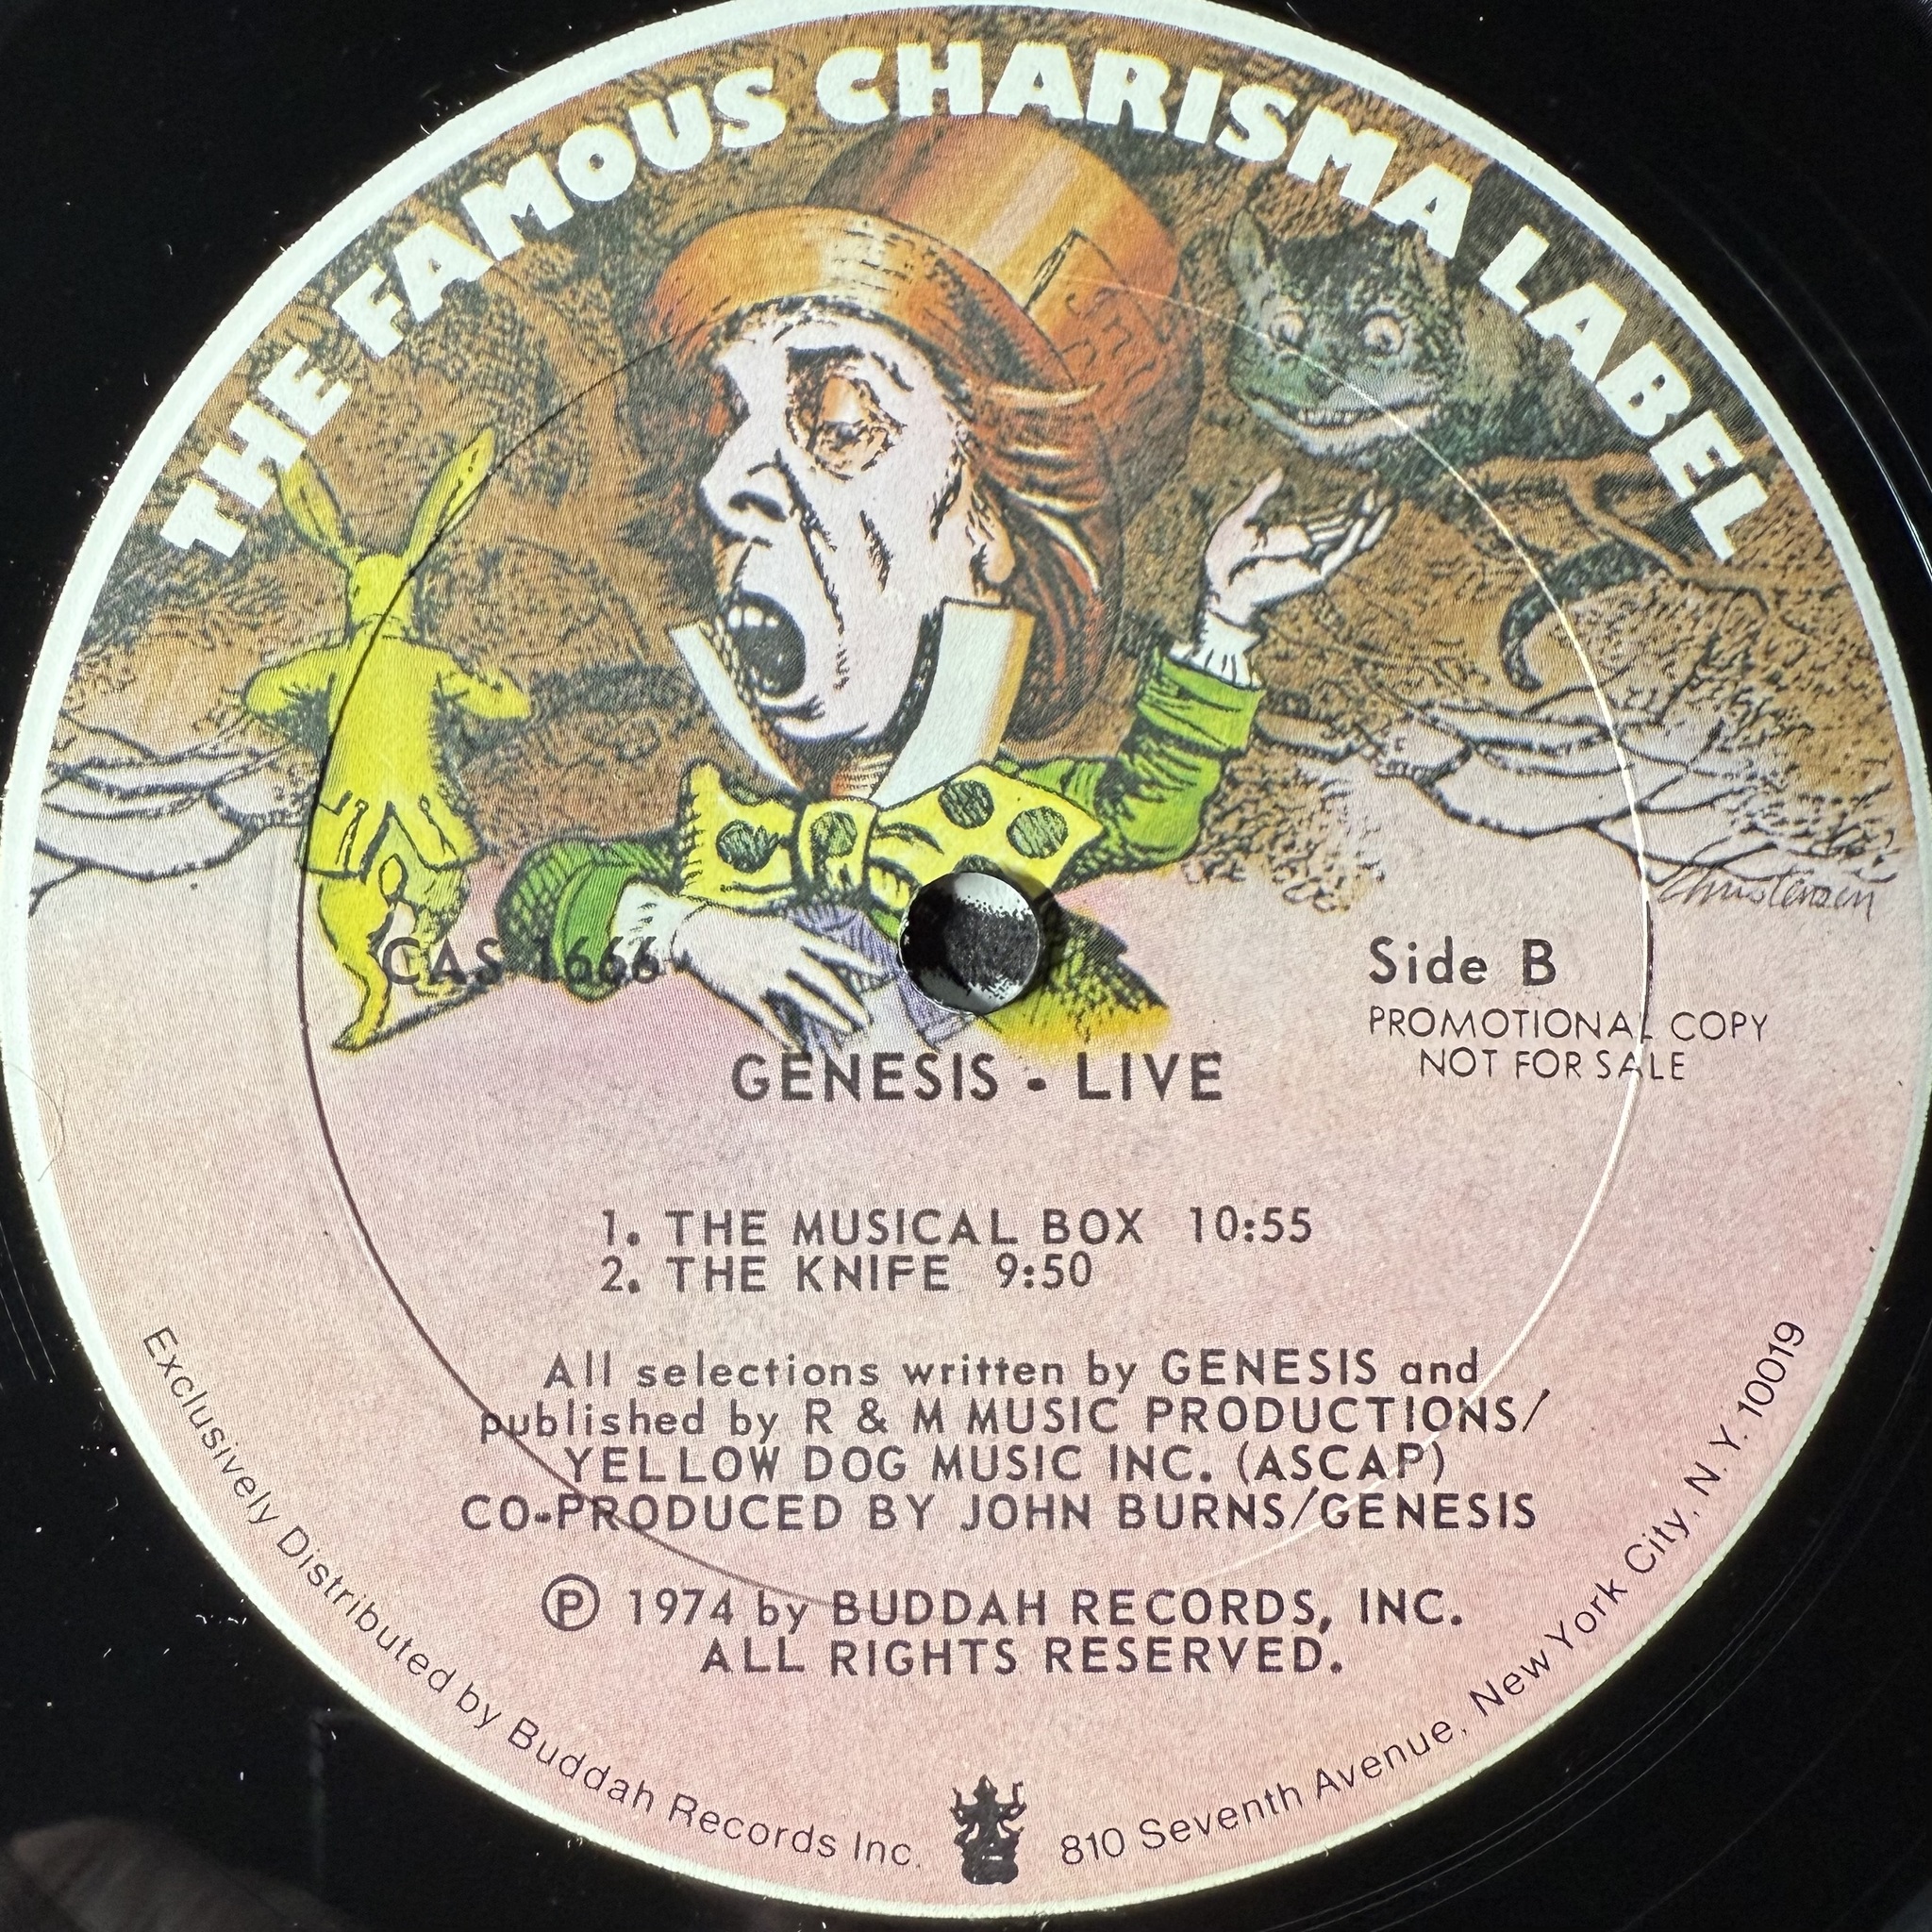 THE FAMOUS CHARISMA LABEL
Christensen
CAS 1666
Side B
PROMOTIONAL COPY
NOT FOR SALE
GENESIS - LIVE
1. THE MUSICAL BOX 10:55
2. THE KNIFE 9:50
All selections written by GENESIS and
published by R & M MUSIC PRODUCTIONS/
YELLOW DOG MUSIC INC. (ASCAP)
CO-PRODUCED BY JOHN BURNS/GENESIS
Ⓟ 1974 by BUDDAH RECORDS, INC.
ALL RIGHTS RESERVED.
Exclusively Distributed by Buddah Records Inc. 810 Seventh Avenue, New York City, N.Y. 10019